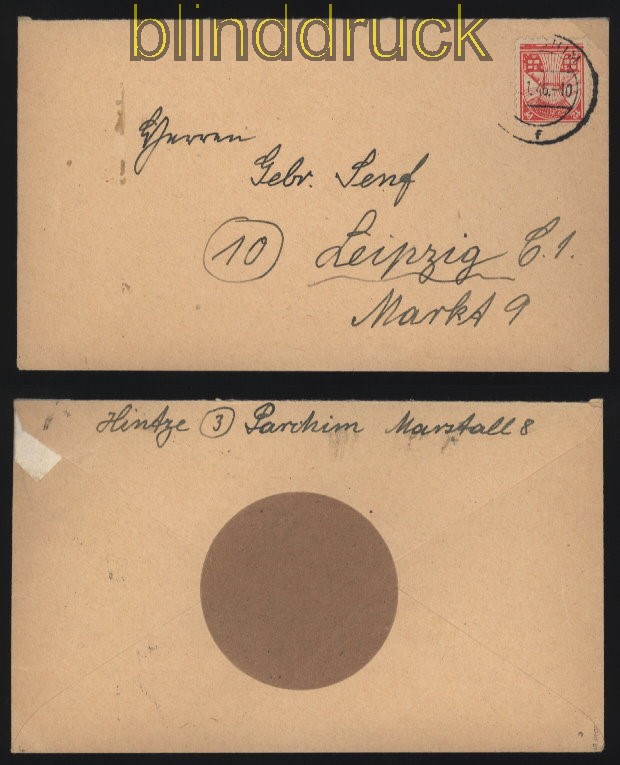 blinddruck
Herren
Gebr. Senf
10 Leipzig C. 1.
Markt 9
f
Hintze 3 Parchim Marstall 8